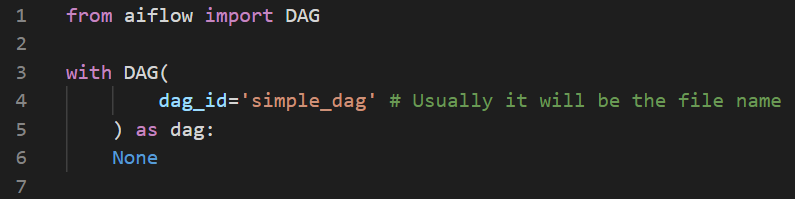 1 from aiflow import DAG
2
3 with DAG(
4 dag_id='simple_dag' # Usually it will be the file name
5 ) as dag:
6 None
7